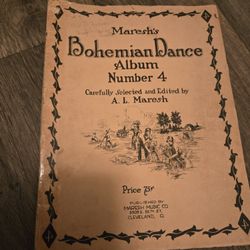 Maresh's
Bohemian Dance
Album
Number 4
Carefully Selected and Edited by
A. L. Maresh
Price 75¢
PUBLISHED BY
MARESH MUSIC CO.
CLEVELAND, O.